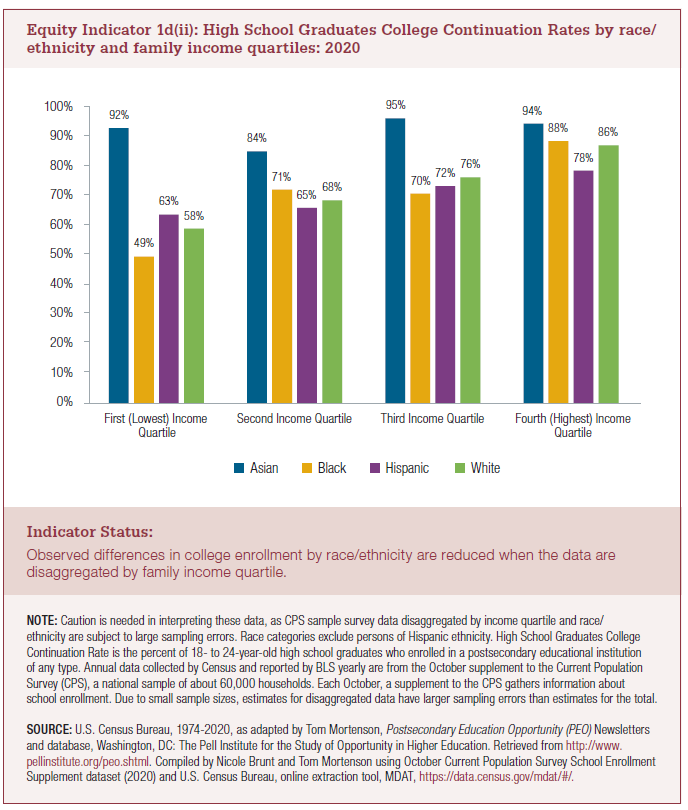 Equity Indicator 1d(ii): High School Graduates College Continuation Rates by race/
ethnicity and family income quartiles: 2020
100%
90%
80%
70%
60%
50%
40%
30%
20%
10%
0%
92%
49%
63%
58%
84%
71%
65%
68%
95%
70%
72%
76%
94%
88%
78%
86%
First (Lowest) Income
Quartile
Second Income Quartile
Third Income Quartile
Fourth (Highest) Income
Quartile
Asian
Black
Hispanic
White
Indicator Status:
Observed differences in college enrollment by race/ethnicity are reduced when the data are
disaggregated by family income quartile.
NOTE: Caution is needed in interpreting these data, as CPS sample survey data disaggregated by income quartile and race/
ethnicity are subject to large sampling errors. Race categories exclude persons of Hispanic ethnicity. High School Graduates College
Continuation Rate is the percent of 18- to 24-year-old high school graduates who enrolled in a postsecondary educational institution
of any type. Annual data collected by Census and reported by BLS yearly are from the October supplement to the Current Population
Survey (CPS), a national sample of about 60,000 households. Each October, a supplement to the CPS gathers information about
school enrollment. Due to small sample sizes, estimates for disaggregated data have larger sampling errors than estimates for the total.
SOURCE: U.S. Census Bureau, 1974-2020, as adapted by Tom Mortenson, Postsecondary Education Opportunity (PEO) Newsletters
and database, Washington, DC: The Pell Institute for the Study of Opportunity in Higher Education. Retrieved from http://www.
pellinstitute.org/peo.shtml. Compiled by Nicole Brunt and Tom Mortenson using October Current Population Survey School Enrollment
Supplement dataset (2020) and U.S. Census Bureau, online extraction tool, MDAT, https://data.census.gov/mdat/#/.